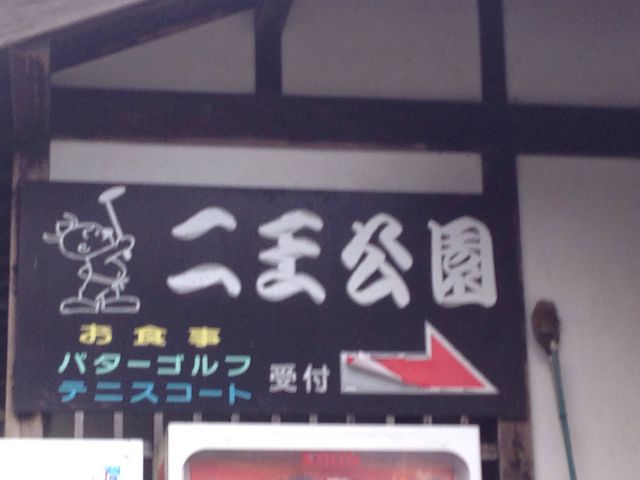 二王公園
お食事
パターゴルフ
テニスコート
受付